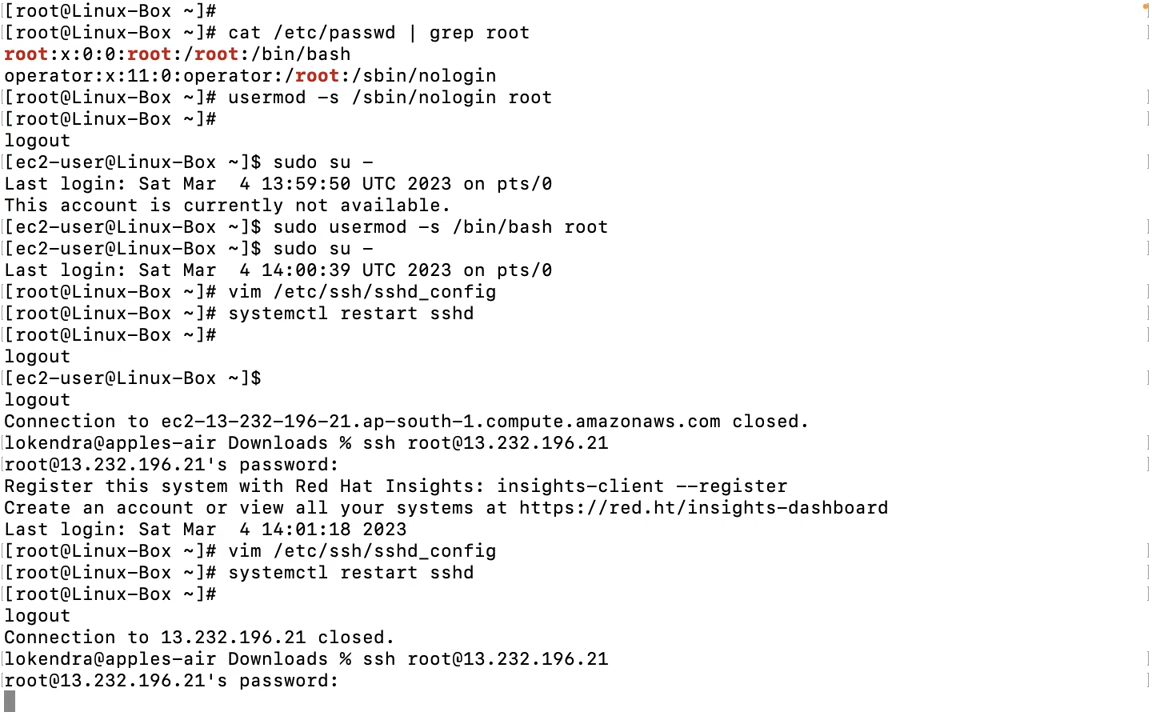 [root@Linux-Box ~]#
[root@Linux-Box ~]# cat /etc/passwd | grep root
root:x:0:0:root:/root:/bin/bash
operator:x:11:0:operator:/root:/sbin/nologin
[root@Linux-Box ~]# usermod -s /sbin/nologin root
[root@Linux-Box ~]#
logout
[ec2-user@Linux-Box ~]$ sudo su -
Last login: Sat Mar  4 13:59:50 UTC 2023 on pts/0
This account is currently not available.
[ec2-user@Linux-Box ~]$ sudo usermod -s /bin/bash root
[ec2-user@Linux-Box ~]$ sudo su -
Last login: Sat Mar  4 14:00:39 UTC 2023 on pts/0
[root@Linux-Box ~]# vim /etc/ssh/sshd_config
[root@Linux-Box ~]# systemctl restart sshd
[root@Linux-Box ~]#
logout
[ec2-user@Linux-Box ~]$
logout
Connection to ec2-13-232-196-21.ap-south-1.compute.amazonaws.com closed.
lokendra@apples-air Downloads % ssh root@13.232.196.21
root@13.232.196.21's password:
Register this system with Red Hat Insights: insights-client --register
Create an account or view all your systems at https://red.ht/insights-dashboard
Last login: Sat Mar  4 14:01:18 2023
[root@Linux-Box ~]# vim /etc/ssh/sshd_config
[root@Linux-Box ~]# systemctl restart sshd
[root@Linux-Box ~]#
logout
Connection to 13.232.196.21 closed.
lokendra@apples-air Downloads % ssh root@13.232.196.21
root@13.232.196.21's password: